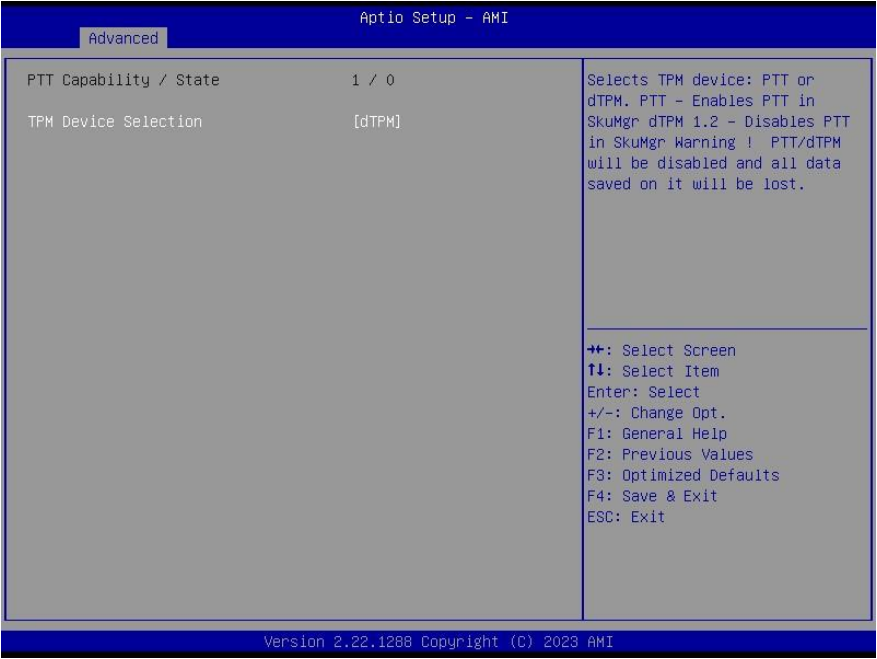 Aptio Setup – AMI
Advanced
PTT Capability / State 1 / 0
TPM Device Selection [dTPM]
Selects TPM device: PTT or
dTPM. PTT – Enables PTT in
SkuMgr dTPM 1.2 – Disables PTT
in SkuMgr Warning ! PTT/dTPM
will be disabled and all data
saved on it will be lost.
→←: Select Screen
↑↓: Select Item
Enter: Select
+/-: Change Opt.
F1: General Help
F2: Previous Values
F3: Optimized Defaults
F4: Save & Exit
ESC: Exit
Version 2.22.1288 Copyright (C) 2023 AMI